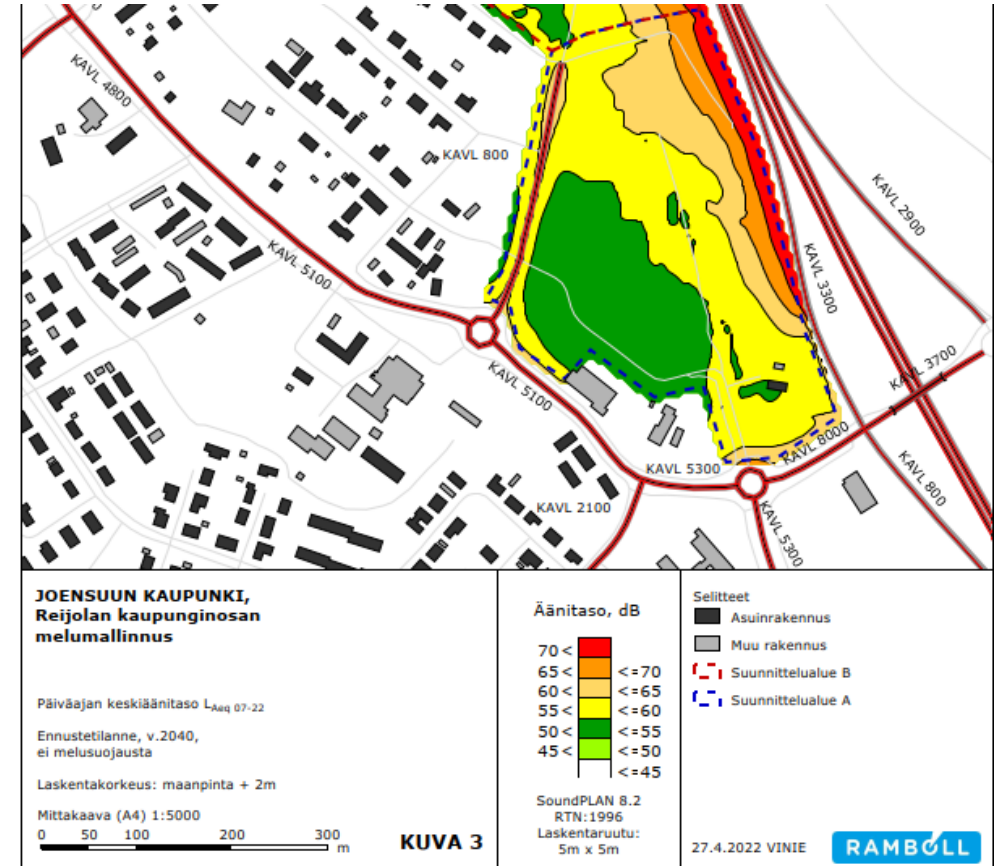 KAVL 4800
KAVL 800
KAVL 2900
KAVL 5100
KAVL 3300
KAVL 3700
KAVL 5100
KAVL 8000
KAVL 5300
KAVL 800
KAVL 2100
KAVL 5300
JOENSUUN KAUPUNKI,
Reijolan kaupunginosan
melumallinnus
Päiväajan keskiäänitaso LAeq 07-22
Ennustetilanne, v.2040,
ei melusuojausta
Laskentakorkeus: maanpinta + 2m
Mittakaava (A4) 1:5000
0 50 100 200 300
m
KUVA 3
Äänitaso, dB
70 <
65 < <=70
60 < <=65
55 < <=60
50 < <=55
45 < <=50
<=45
SoundPLAN 8.2
RTN:1996
Laskentaruutu:
5m x 5m
Selitteet
Asuinrakennus
Muu rakennus
Suunnittelualue B
Suunnittelualue A
27.4.2022 VINIE
RAMBOLL